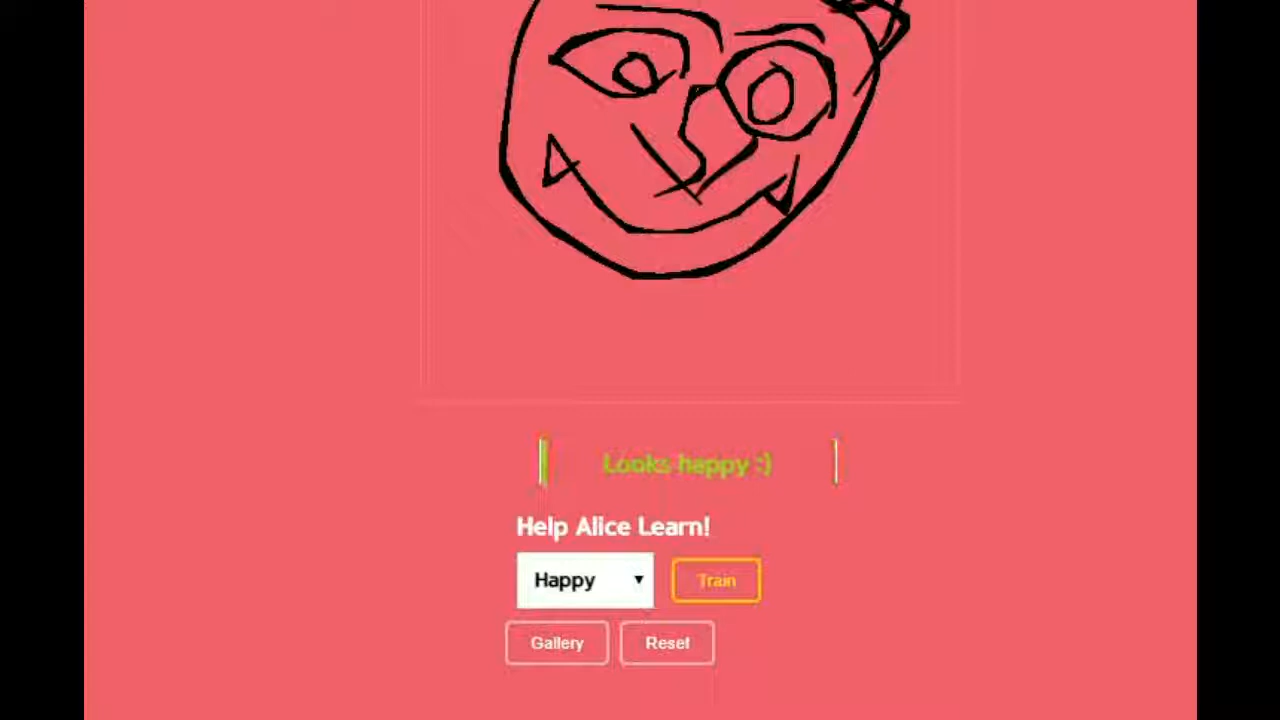 Looks happy :)
Help Alice Learn!
Happy
Train
Gallery
Reset